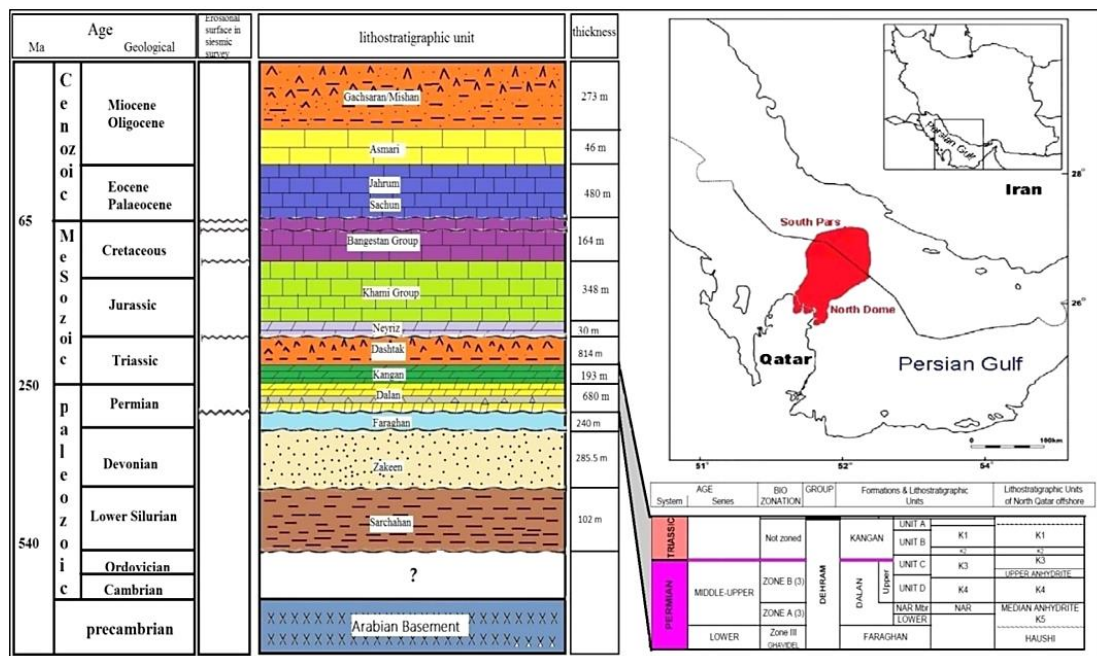 Age
Ma
Geological
Erosional
surface in
siesmic
survey
lithostratigraphic unit
thickness
Cenozoic
Miocene
Oligocene
Gachsaran/Mishan
273 m
Asmari
46 m
Eocene
Palaeocene
Jahrum
Sachun
480 m
65
MeSozoic
Cretaceous
Bangestan Group
164 m
Jurassic
Khami Group
348 m
Neyriz
30 m
Triassic
Dashtak
814 m
Kangan
193 m
250
paleozoic
Permian
Dalan
680 m
Faraghan
240 m
Devonian
Zakeen
285.5 m
Lower Silurian
Sarchahan
102 m
540
Ordovician
?
Cambrian
precambrian
Arabian Basement
Persian Gulf
Iran
28°
South Pars
26°
North Dome
Qatar
Persian Gulf
100km
51°
52°
54°
AGE
System
Series
BIO
ZONATION
GROUP
Formations & Lithostratigraphic
Units
Lithostratigraphic Units
of North Qatar offshore
TRIASSIC
Not zoned
KANGAN
UNIT A
UNIT B
K1
K1
K2
K2
PERMIAN
MIDDLE-UPPER
ZONE B (3)
DEHRAM
DALAN
Upper
UNIT C
K3
K3
UPPER ANHYDRITE
UNIT D
K4
K4
ZONE A (3)
NAR Mbr
NAR
MEDIAN ANHYDRITE
LOWER
K5
LOWER
Zone III
GHAVIDEL
FARAGHAN
HAUSHI